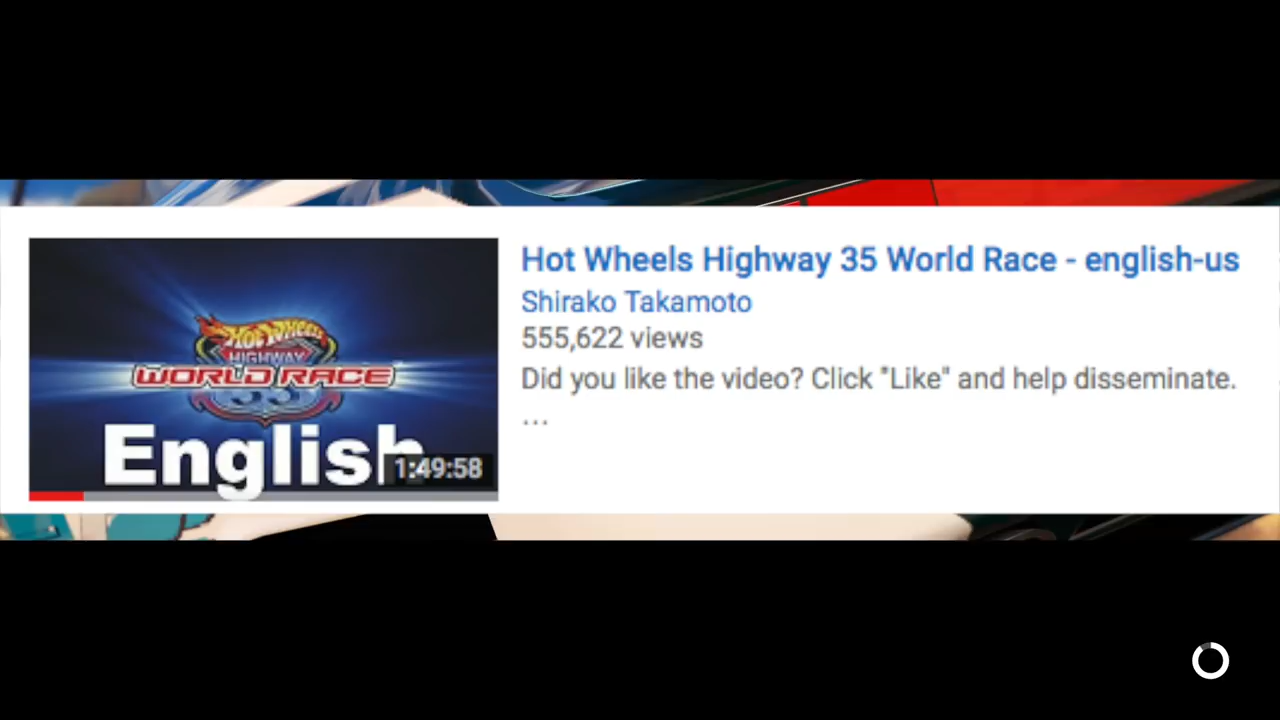 Hot Wheels Highway 35 World Race - english-us
Shirako Takamoto
555,622 views
Did you like the video? Click "Like" and help disseminate.
...
HOT WHEELS
HIGHWAY
WORLD RACE
35
English
1:49:58